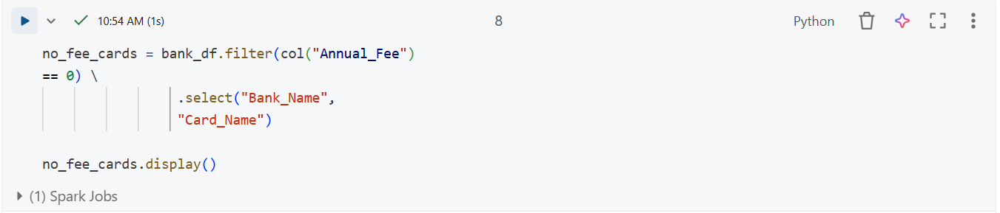 10:54 AM (1s)
8
Python
no_fee_cards = bank_df.filter(col("Annual_Fee")
== 0) \
.select("Bank_Name",
"Card_Name")
no_fee_cards.display()
(1) Spark Jobs